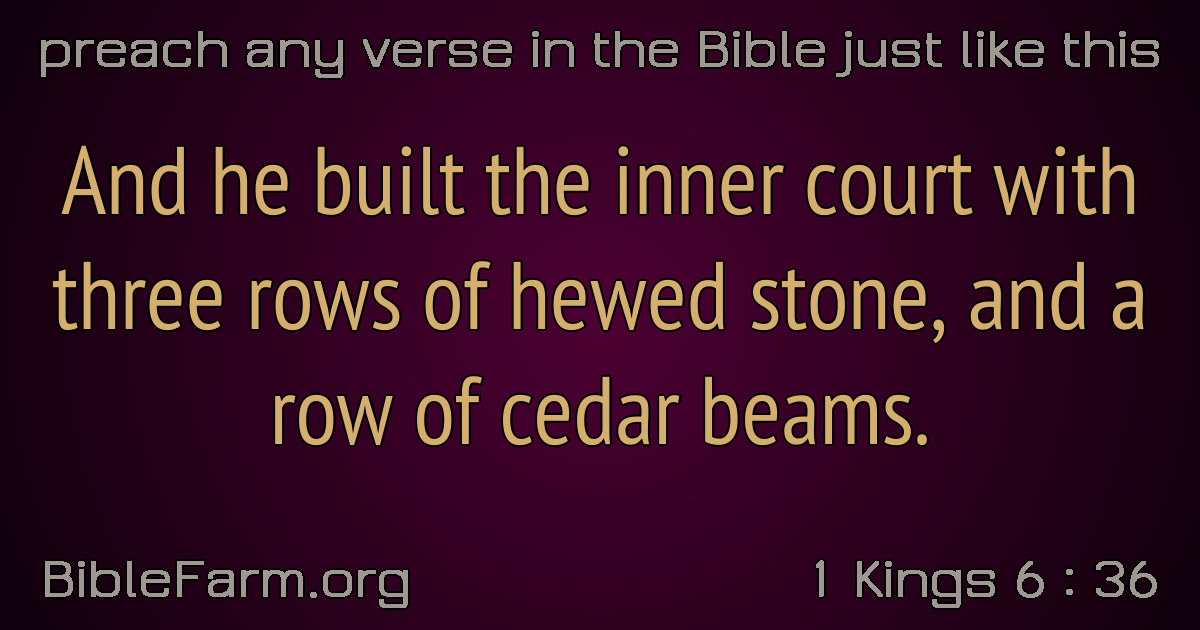 preach any verse in the Bible just like this
And he built the inner court with
three rows of hewed stone, and a
row of cedar beams.
BibleFarm.org
1 Kings 6 : 36